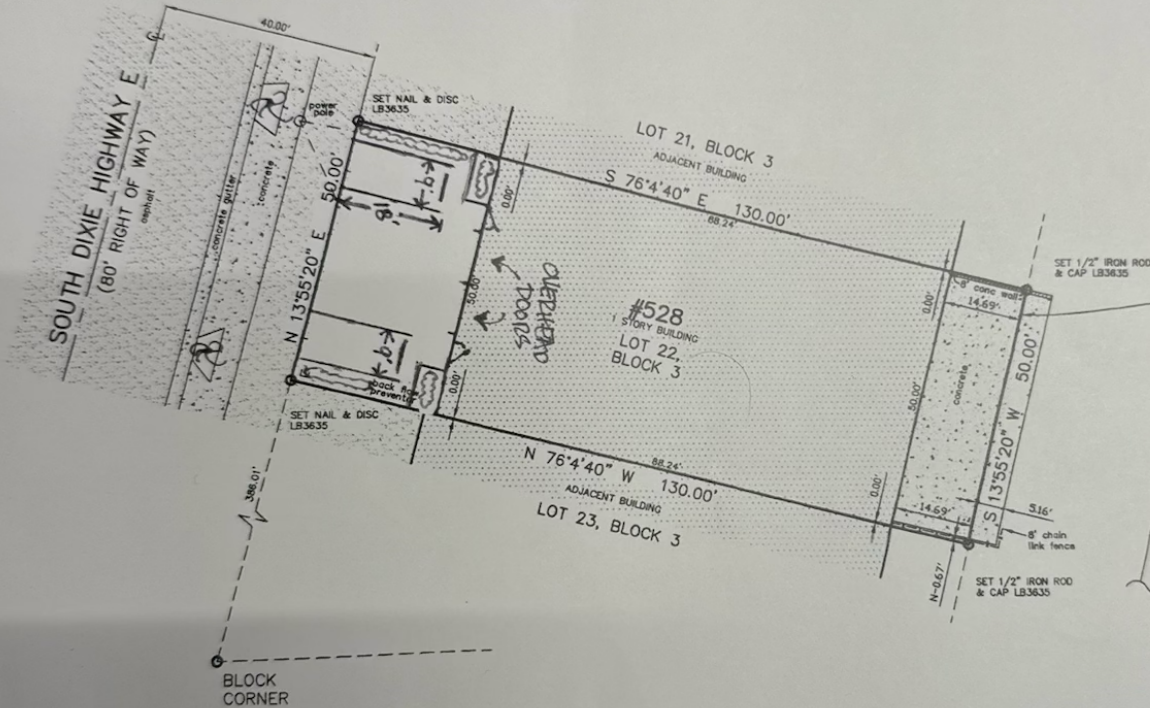 40.00'
SOUTH DIXIE HIGHWAY E
(80' RIGHT OF WAY)
asphalt
concrete gutter
concrete
power
pole
SET NAIL & DISC
LB3635
50.00'
N 13°55'20" E
9'
18'
9'
0.00'
50.00'
OVERHEAD
DOORS
back flow
preventor
0.00'
SET NAIL & DISC
LB3635
LOT 21, BLOCK 3
ADJACENT BUILDING
S 76°4'40" E 130.00'
88.24'
#528
1 STORY BUILDING
LOT 22,
BLOCK 3
88.24'
N 76°4'40" W 130.00'
ADJACENT BUILDING
LOT 23, BLOCK 3
SET 1/2" IRON ROD
& CAP LB3635
8' conc wall
14.69'
0.00'
50.00'
concrete
S 13°55'20" W 50.00'
0.00'
14.69'
5.16'
8' chain
link fence
N-0.67'
SET 1/2" IRON ROD
& CAP LB3635
386.01'
BLOCK
CORNER